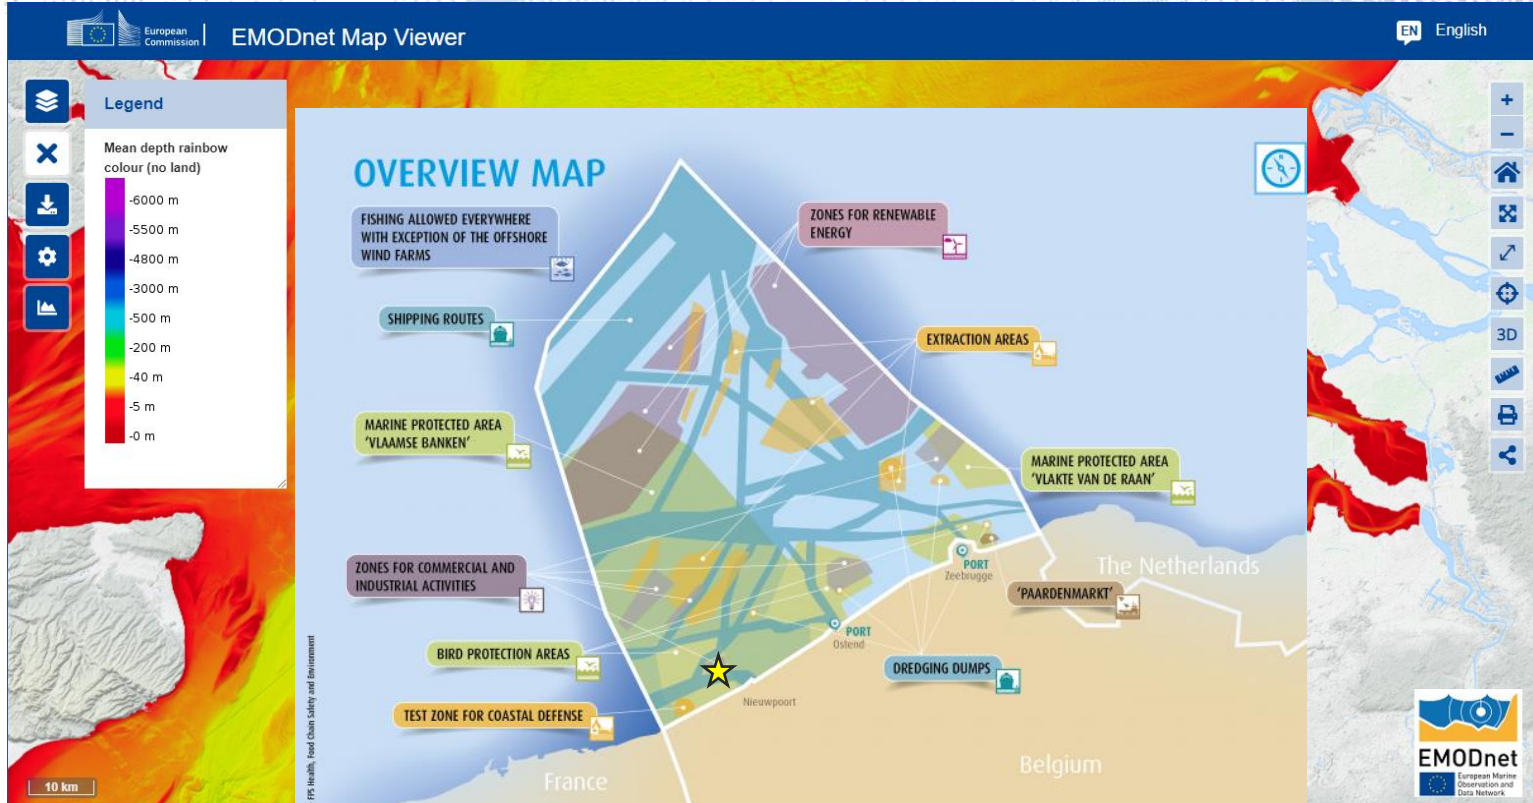 European
Commission
EMODnet Map Viewer
EN
English
Legend
Mean depth rainbow
colour (no land)
-6000 m
-5500 m
-4800 m
-3000 m
-500 m
-200 m
-40 m
-5 m
-0 m
OVERVIEW MAP
N
FISHING ALLOWED EVERYWHERE
WITH EXCEPTION OF THE OFFSHORE
WIND FARMS
ZONES FOR RENEWABLE
ENERGY
SHIPPING ROUTES
EXTRACTION AREAS
MARINE PROTECTED AREA
'VLAAMSE BANKEN'
MARINE PROTECTED AREA
'VLAKTE VAN DE RAAN'
ZONES FOR COMMERCIAL AND
INDUSTRIAL ACTIVITIES
PORT
Zeebrugge
The Netherlands
'PAARDENMARKT'
PORT
Ostend
BIRD PROTECTION AREAS
DREDGING DUMPS
Nieuwpoort
TEST ZONE FOR COASTAL DEFENSE
France
Belgium
FPS Health, Food Chain Safety and Environment
10 km
+
−
3D
EMODnet
European Marine
Observation and
Data Network